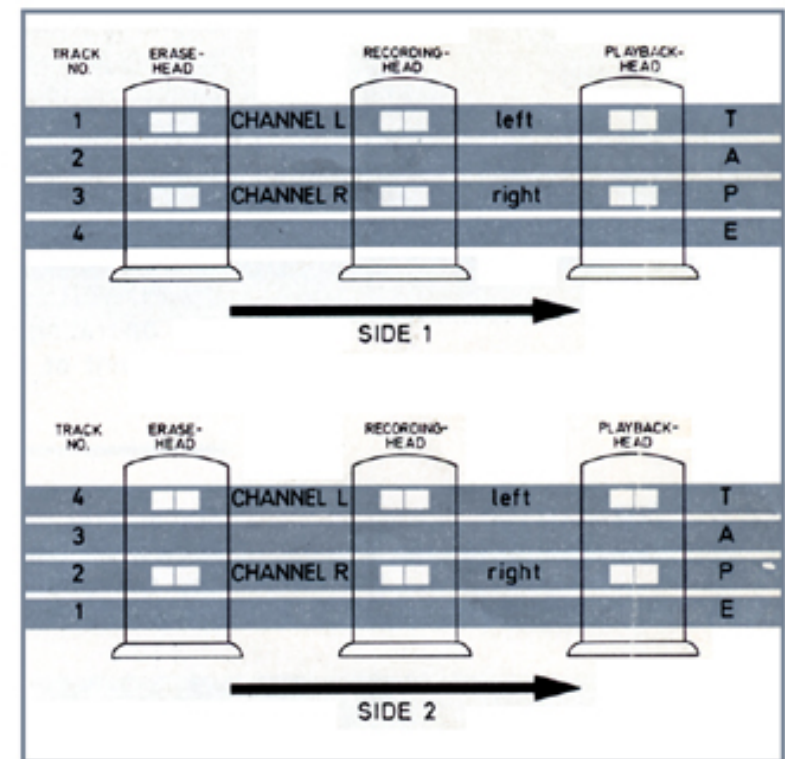 TRACK NO. ERASE- HEAD RECORDING- HEAD PLAYBACK- HEAD
1 CHANNEL L left T
2 A
3 CHANNEL R right P
4 E
SIDE 1
TRACK NO. ERASE- HEAD RECORDING- HEAD PLAYBACK- HEAD
4 CHANNEL L left T
3 A
2 CHANNEL R right P
1 E
SIDE 2